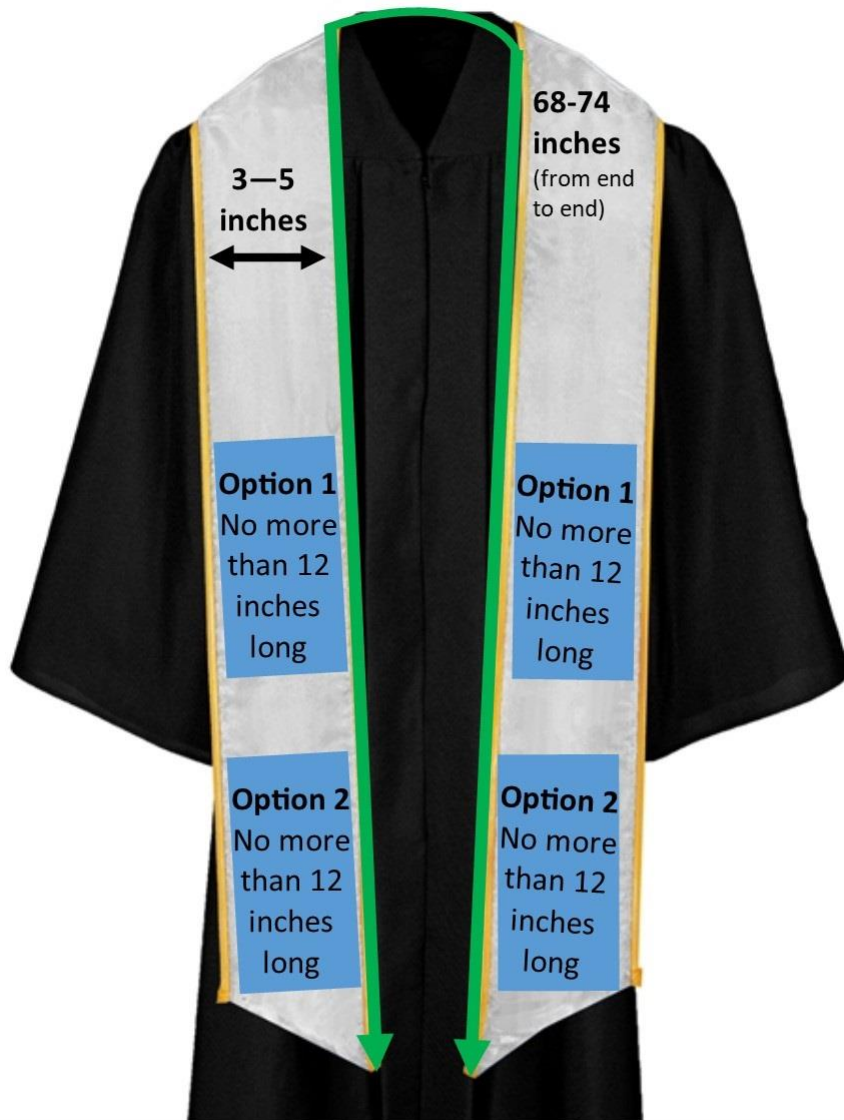 3—5
inches
68-74
inches
(from end
to end)
Option 1
No more
than 12
inches
long
Option 1
No more
than 12
inches
long
Option 2
No more
than 12
inches
long
Option 2
No more
than 12
inches
long